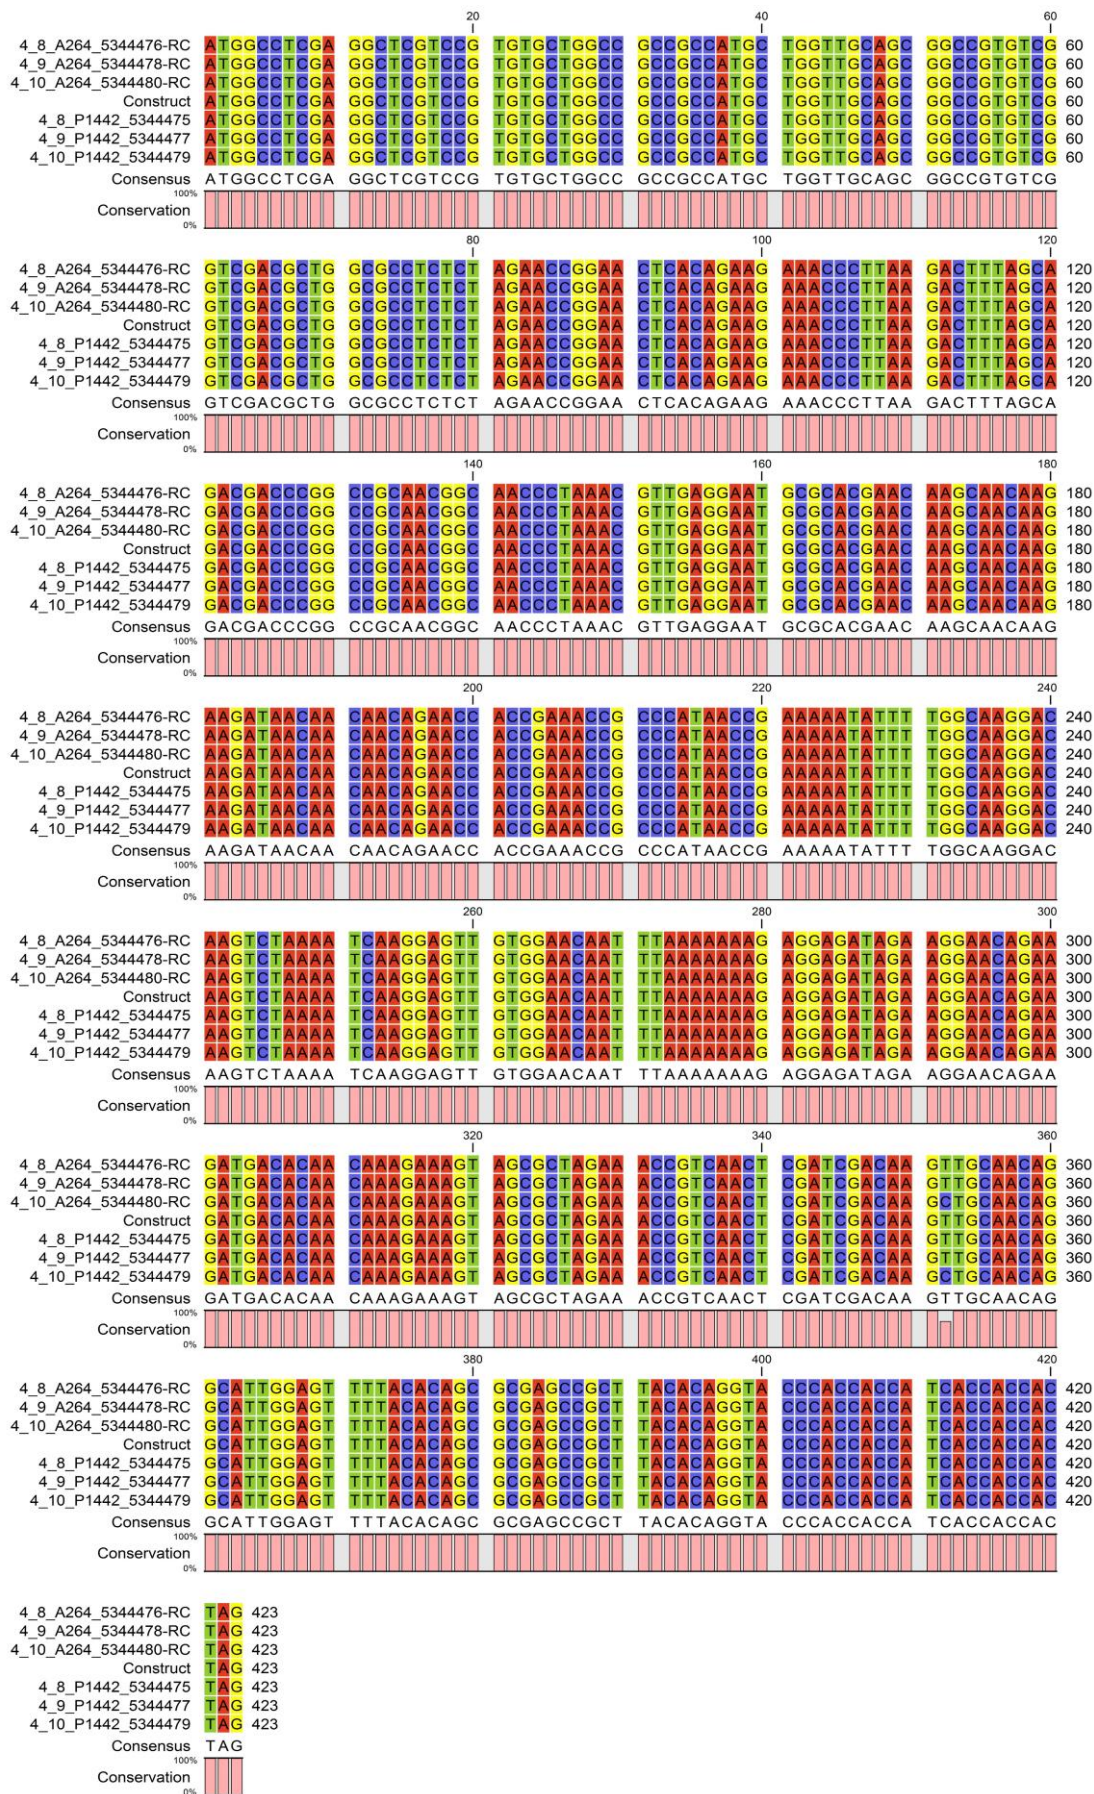 20 40 60
4_8_A264_5344476-RC ATGGCCTCGA GGCTCGTCCG TGTGCTGGCC GCCGCCATGC TGGTTGCAGC GGCCGTGTCG 60
4_9_A264_5344478-RC ATGGCCTCGA GGCTCGTCCG TGTGCTGGCC GCCGCCATGC TGGTTGCAGC GGCCGTGTCG 60
4_10_A264_5344480-RC ATGGCCTCGA GGCTCGTCCG TGTGCTGGCC GCCGCCATGC TGGTTGCAGC GGCCGTGTCG 60
Construct ATGGCCTCGA GGCTCGTCCG TGTGCTGGCC GCCGCCATGC TGGTTGCAGC GGCCGTGTCG 60
4_8_P1442_5344475 ATGGCCTCGA GGCTCGTCCG TGTGCTGGCC GCCGCCATGC TGGTTGCAGC GGCCGTGTCG 60
4_9_P1442_5344477 ATGGCCTCGA GGCTCGTCCG TGTGCTGGCC GCCGCCATGC TGGTTGCAGC GGCCGTGTCG 60
4_10_P1442_5344479 ATGGCCTCGA GGCTCGTCCG TGTGCTGGCC GCCGCCATGC TGGTTGCAGC GGCCGTGTCG 60
Consensus ATGGCCTCGA GGCTCGTCCG TGTGCTGGCC GCCGCCATGC TGGTTGCAGC GGCCGTGTCG
100%
Conservation
0%
80 100 120
4_8_A264_5344476-RC GTCGACGCTG GCGCCTCTCT AGAACCGGAA CTCACAGAAG AAACCCTTAA GACTTTAGCA 120
4_9_A264_5344478-RC GTCGACGCTG GCGCCTCTCT AGAACCGGAA CTCACAGAAG AAACCCTTAA GACTTTAGCA 120
4_10_A264_5344480-RC GTCGACGCTG GCGCCTCTCT AGAACCGGAA CTCACAGAAG AAACCCTTAA GACTTTAGCA 120
Construct GTCGACGCTG GCGCCTCTCT AGAACCGGAA CTCACAGAAG AAACCCTTAA GACTTTAGCA 120
4_8_P1442_5344475 GTCGACGCTG GCGCCTCTCT AGAACCGGAA CTCACAGAAG AAACCCTTAA GACTTTAGCA 120
4_9_P1442_5344477 GTCGACGCTG GCGCCTCTCT AGAACCGGAA CTCACAGAAG AAACCCTTAA GACTTTAGCA 120
4_10_P1442_5344479 GTCGACGCTG GCGCCTCTCT AGAACCGGAA CTCACAGAAG AAACCCTTAA GACTTTAGCA 120
Consensus GTCGACGCTG GCGCCTCTCT AGAACCGGAA CTCACAGAAG AAACCCTTAA GACTTTAGCA
100%
Conservation
0%
140 160 180
4_8_A264_5344476-RC GACGACCCGG CCGCAACGGC AACCCTAAAC GTTGAGGAAT GCGCACGAAC AAGCAACAAG 180
4_9_A264_5344478-RC GACGACCCGG CCGCAACGGC AACCCTAAAC GTTGAGGAAT GCGCACGAAC AAGCAACAAG 180
4_10_A264_5344480-RC GACGACCCGG CCGCAACGGC AACCCTAAAC GTTGAGGAAT GCGCACGAAC AAGCAACAAG 180
Construct GACGACCCGG CCGCAACGGC AACCCTAAAC GTTGAGGAAT GCGCACGAAC AAGCAACAAG 180
4_8_P1442_5344475 GACGACCCGG CCGCAACGGC AACCCTAAAC GTTGAGGAAT GCGCACGAAC AAGCAACAAG 180
4_9_P1442_5344477 GACGACCCGG CCGCAACGGC AACCCTAAAC GTTGAGGAAT GCGCACGAAC AAGCAACAAG 180
4_10_P1442_5344479 GACGACCCGG CCGCAACGGC AACCCTAAAC GTTGAGGAAT GCGCACGAAC AAGCAACAAG 180
Consensus GACGACCCGG CCGCAACGGC AACCCTAAAC GTTGAGGAAT GCGCACGAAC AAGCAACAAG
100%
Conservation
0%
200 220 240
4_8_A264_5344476-RC AAGATAACAA CAACAGAACC ACCGAAACCG CCCATAACCG AAAAATATTT TGGCAAGGAC 240
4_9_A264_5344478-RC AAGATAACAA CAACAGAACC ACCGAAACCG CCCATAACCG AAAAATATTT TGGCAAGGAC 240
4_10_A264_5344480-RC AAGATAACAA CAACAGAACC ACCGAAACCG CCCATAACCG AAAAATATTT TGGCAAGGAC 240
Construct AAGATAACAA CAACAGAACC ACCGAAACCG CCCATAACCG AAAAATATTT TGGCAAGGAC 240
4_8_P1442_5344475 AAGATAACAA CAACAGAACC ACCGAAACCG CCCATAACCG AAAAATATTT TGGCAAGGAC 240
4_9_P1442_5344477 AAGATAACAA CAACAGAACC ACCGAAACCG CCCATAACCG AAAAATATTT TGGCAAGGAC 240
4_10_P1442_5344479 AAGATAACAA CAACAGAACC ACCGAAACCG CCCATAACCG AAAAATATTT TGGCAAGGAC 240
Consensus AAGATAACAA CAACAGAACC ACCGAAACCG CCCATAACCG AAAAATATTT TGGCAAGGAC
100%
Conservation
0%
260 280 300
4_8_A264_5344476-RC AAGTCTAAAA TCAAGGAGTT GTGGAACAAT TTAAAAAAAG AGGAGATAGA AGGAACAGAA 300
4_9_A264_5344478-RC AAGTCTAAAA TCAAGGAGTT GTGGAACAAT TTAAAAAAAG AGGAGATAGA AGGAACAGAA 300
4_10_A264_5344480-RC AAGTCTAAAA TCAAGGAGTT GTGGAACAAT TTAAAAAAAG AGGAGATAGA AGGAACAGAA 300
Construct AAGTCTAAAA TCAAGGAGTT GTGGAACAAT TTAAAAAAAG AGGAGATAGA AGGAACAGAA 300
4_8_P1442_5344475 AAGTCTAAAA TCAAGGAGTT GTGGAACAAT TTAAAAAAAG AGGAGATAGA AGGAACAGAA 300
4_9_P1442_5344477 AAGTCTAAAA TCAAGGAGTT GTGGAACAAT TTAAAAAAAG AGGAGATAGA AGGAACAGAA 300
4_10_P1442_5344479 AAGTCTAAAA TCAAGGAGTT GTGGAACAAT TTAAAAAAAG AGGAGATAGA AGGAACAGAA 300
Consensus AAGTCTAAAA TCAAGGAGTT GTGGAACAAT TTAAAAAAAG AGGAGATAGA AGGAACAGAA
100%
Conservation
0%
320 340 360
4_8_A264_5344476-RC GATGACACAA CAAAGAAAGT AGCGCTAGAA ACCGTCAACT CGATCGACAA GTTGCAACAG 360
4_9_A264_5344478-RC GATGACACAA CAAAGAAAGT AGCGCTAGAA ACCGTCAACT CGATCGACAA GTTGCAACAG 360
4_10_A264_5344480-RC GATGACACAA CAAAGAAAGT AGCGCTAGAA ACCGTCAACT CGATCGACAA GCTGCAACAG 360
Construct GATGACACAA CAAAGAAAGT AGCGCTAGAA ACCGTCAACT CGATCGACAA GTTGCAACAG 360
4_8_P1442_5344475 GATGACACAA CAAAGAAAGT AGCGCTAGAA ACCGTCAACT CGATCGACAA GTTGCAACAG 360
4_9_P1442_5344477 GATGACACAA CAAAGAAAGT AGCGCTAGAA ACCGTCAACT CGATCGACAA GTTGCAACAG 360
4_10_P1442_5344479 GATGACACAA CAAAGAAAGT AGCGCTAGAA ACCGTCAACT CGATCGACAA GCTGCAACAG 360
Consensus GATGACACAA CAAAGAAAGT AGCGCTAGAA ACCGTCAACT CGATCGACAA GTTGCAACAG
100%
Conservation
0%
380 400 420
4_8_A264_5344476-RC GCATTGGAGT TTTACACAGC GCGAGCCGCT TACACAGGTA CCCACCACCA TCACCACCAC 420
4_9_A264_5344478-RC GCATTGGAGT TTTACACAGC GCGAGCCGCT TACACAGGTA CCCACCACCA TCACCACCAC 420
4_10_A264_5344480-RC GCATTGGAGT TTTACACAGC GCGAGCCGCT TACACAGGTA CCCACCACCA TCACCACCAC 420
Construct GCATTGGAGT TTTACACAGC GCGAGCCGCT TACACAGGTA CCCACCACCA TCACCACCAC 420
4_8_P1442_5344475 GCATTGGAGT TTTACACAGC GCGAGCCGCT TACACAGGTA CCCACCACCA TCACCACCAC 420
4_9_P1442_5344477 GCATTGGAGT TTTACACAGC GCGAGCCGCT TACACAGGTA CCCACCACCA TCACCACCAC 420
4_10_P1442_5344479 GCATTGGAGT TTTACACAGC GCGAGCCGCT TACACAGGTA CCCACCACCA TCACCACCAC 420
Consensus GCATTGGAGT TTTACACAGC GCGAGCCGCT TACACAGGTA CCCACCACCA TCACCACCAC
100%
Conservation
0%
4_8_A264_5344476-RC TAG 423
4_9_A264_5344478-RC TAG 423
4_10_A264_5344480-RC TAG 423
Construct TAG 423
4_8_P1442_5344475 TAG 423
4_9_P1442_5344477 TAG 423
4_10_P1442_5344479 TAG 423
Consensus TAG
100%
Conservation
0%